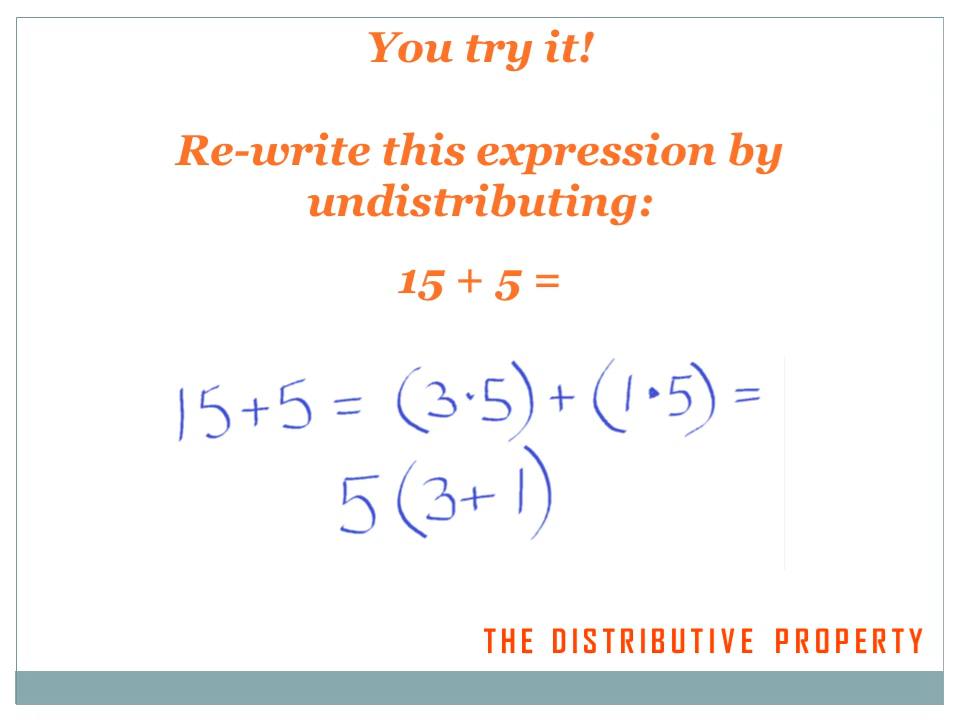 You try it!
Re-write this expression by
undistributing:
15 + 5 =
15 + 5 = (3·5) + (1·5) =
5(3+1)
THE DISTRIBUTIVE PROPERTY